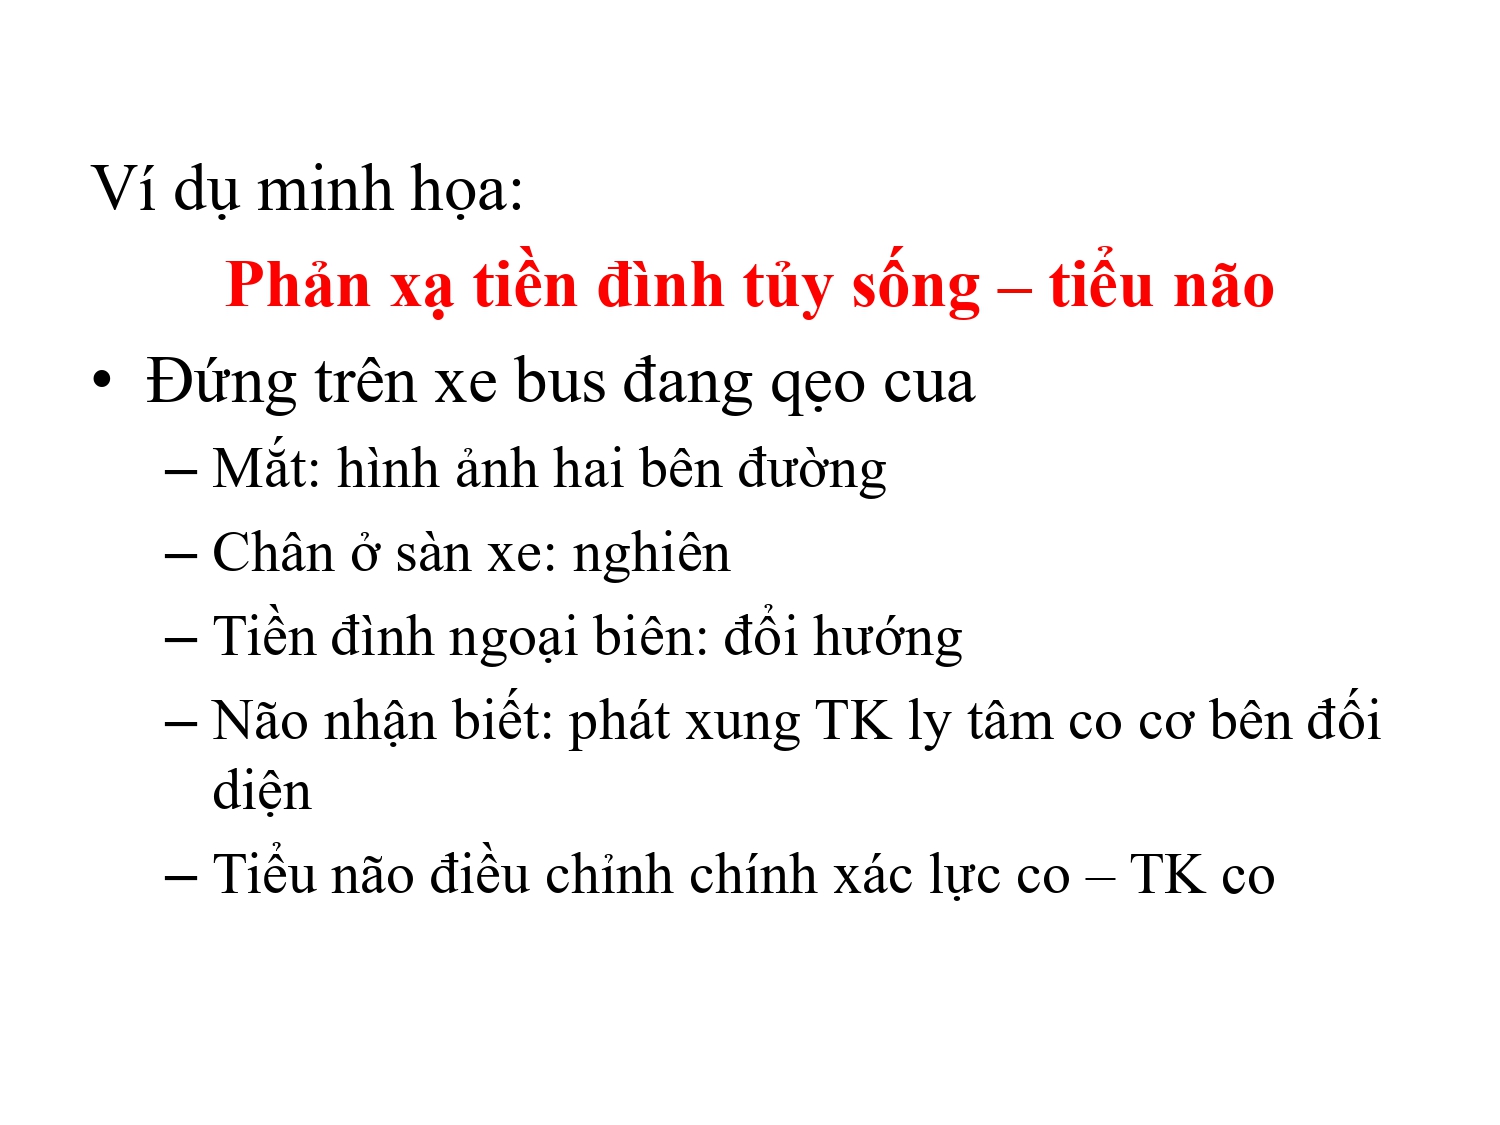 Ví dụ minh họa:
Phản xạ tiền đình tủy sống – tiểu não
• Đứng trên xe bus đang qẹo cua
– Mắt: hình ảnh hai bên đường
– Chân ở sàn xe: nghiên
– Tiền đình ngoại biên: đổi hướng
– Não nhận biết: phát xung TK ly tâm co cơ bên đối
diện
– Tiểu não điều chỉnh chính xác lực co – TK co